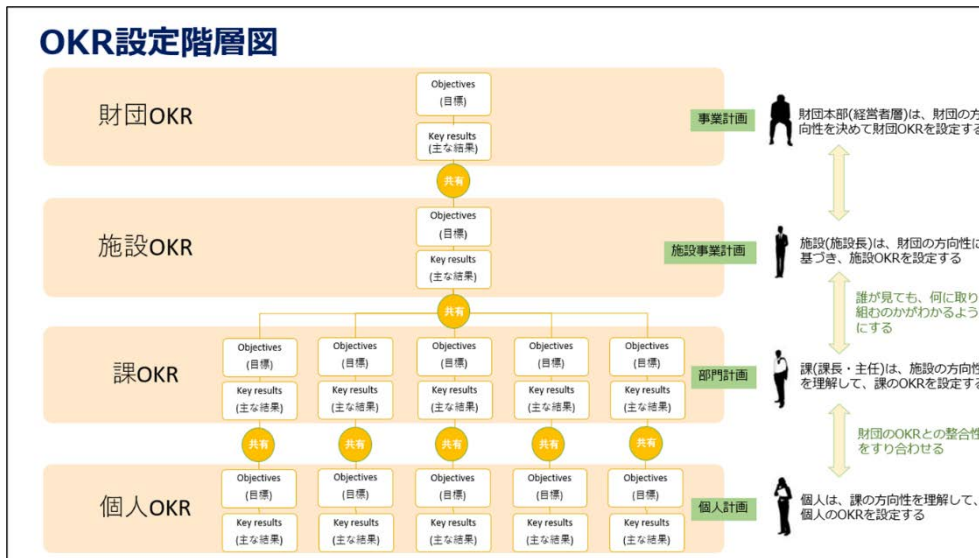 OKR設定階層図
財団OKR
Objectives
(目標)
Key results
(主な結果)
事業計画
財団本部(経営者層)は、財団の方
向性を決めて財団OKRを設定する
共有
施設OKR
Objectives
(目標)
Key results
(主な結果)
施設事業計画
施設(施設長)は、財団の方向性に
基づき、施設OKRを設定する
共有
誰が見ても、何に取り
組むのかがわかるよう
にする
課OKR
Objectives
(目標)
Key results
(主な結果)
Objectives
(目標)
Key results
(主な結果)
Objectives
(目標)
Key results
(主な結果)
Objectives
(目標)
Key results
(主な結果)
Objectives
(目標)
Key results
(主な結果)
部門計画
課(課長・主任)は、施設の方向性
を理解して、課のOKRを設定する
共有
共有
共有
共有
共有
財団のOKRとの整合性
をすり合わせる
個人OKR
Objectives
(目標)
Key results
(主な結果)
Objectives
(目標)
Key results
(主な結果)
Objectives
(目標)
Key results
(主な結果)
Objectives
(目標)
Key results
(主な結果)
Objectives
(目標)
Key results
(主な結果)
個人計画
個人は、課の方向性を理解して、
個人のOKRを設定する